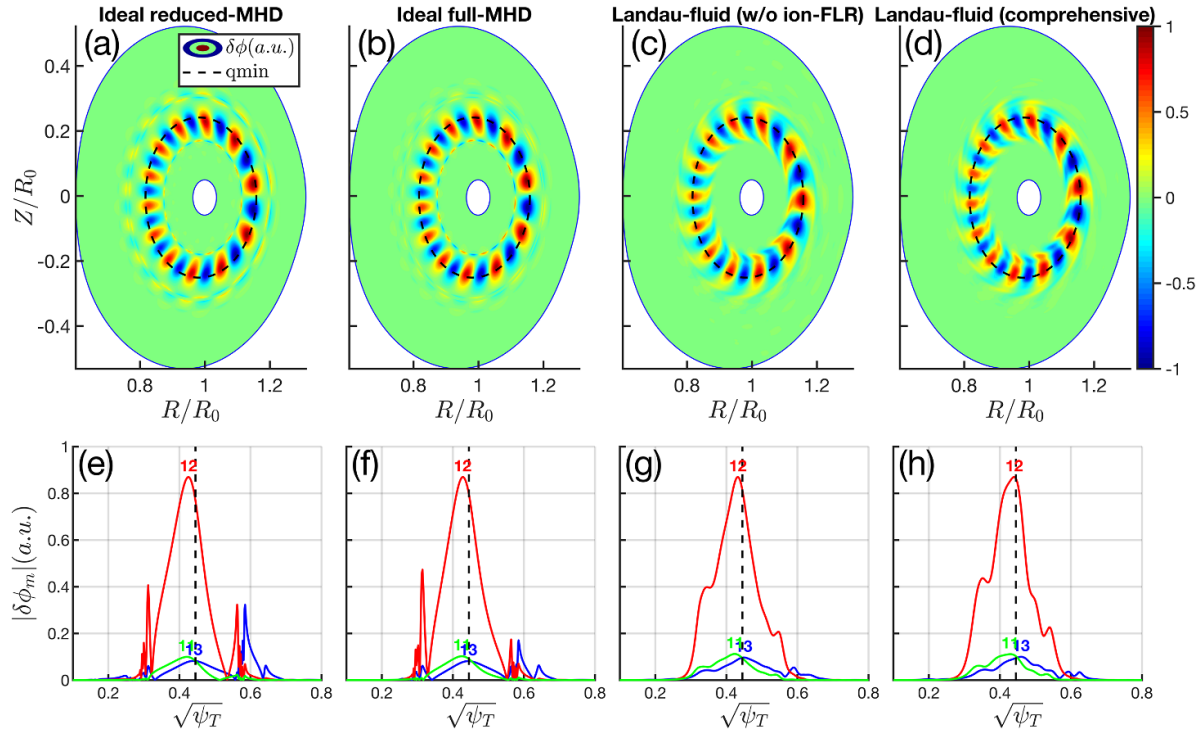 Ideal reduced-MHD
Ideal full-MHD
Landau-fluid (w/o ion-FLR)
Landau-fluid (comprehensive)
(a)
(b)
(c)
(d)
δϕ(a.u.)
qmin
0.4
0.2
0
-0.2
-0.4
Z/R₀
0.8 1 1.2
R/R₀
0.8 1 1.2
R/R₀
0.8 1 1.2
R/R₀
0.8 1 1.2
R/R₀
1
0.5
0
-0.5
-1
(e)
(f)
(g)
(h)
1
0.8
0.6
0.4
0.2
0
|δϕₘ|(a.u.)
12
11
13
12
11
13
12
11
13
12
11
13
0.2 0.4 0.6 0.8
√ψ_T
0.2 0.4 0.6 0.8
√ψ_T
0.2 0.4 0.6 0.8
√ψ_T
0.2 0.4 0.6 0.8
√ψ_T